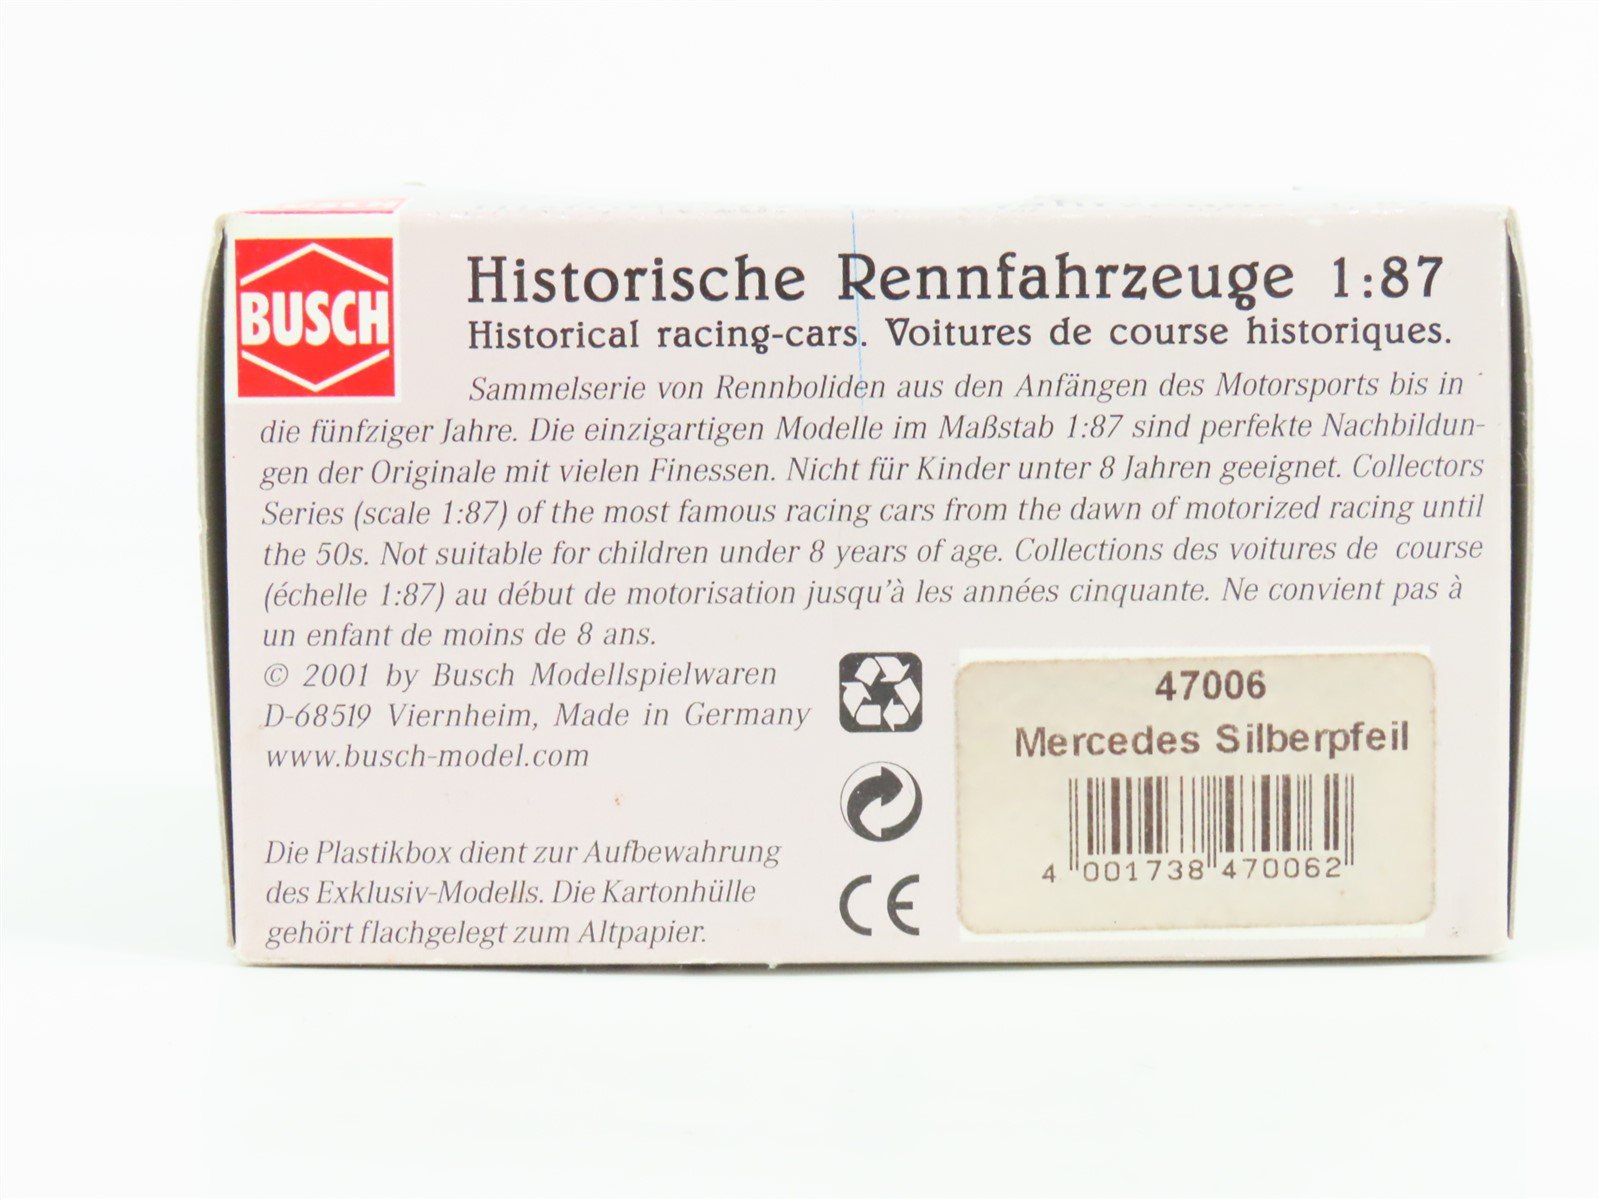 BUSCH
Historische Rennfahrzeuge 1:87
Historical racing-cars. Voitures de course historiques.
Sammelserie von Rennboliden aus den Anfängen des Motorsports bis in
die fünfziger Jahre. Die einzigartigen Modelle im Maßstab 1:87 sind perfekte Nachbildun-
gen der Originale mit vielen Finessen. Nicht für Kinder unter 8 Jahren geeignet. Collectors
Series (scale 1:87) of the most famous racing cars from the dawn of motorized racing until
the 50s. Not suitable for children under 8 years of age. Collections des voitures de course
(échelle 1:87) au début de motorisation jusqu'à les années cinquante. Ne convient pas à
un enfant de moins de 8 ans.
© 2001 by Busch Modellspielwaren
D-68519 Viernheim, Made in Germany
www.busch-model.com
Die Plastikbox dient zur Aufbewahrung
des Exklusiv-Modells. Die Kartonhülle
gehört flachgelegt zum Altpapier.
CE
47006
Mercedes Silberpfeil
4 001738 470062